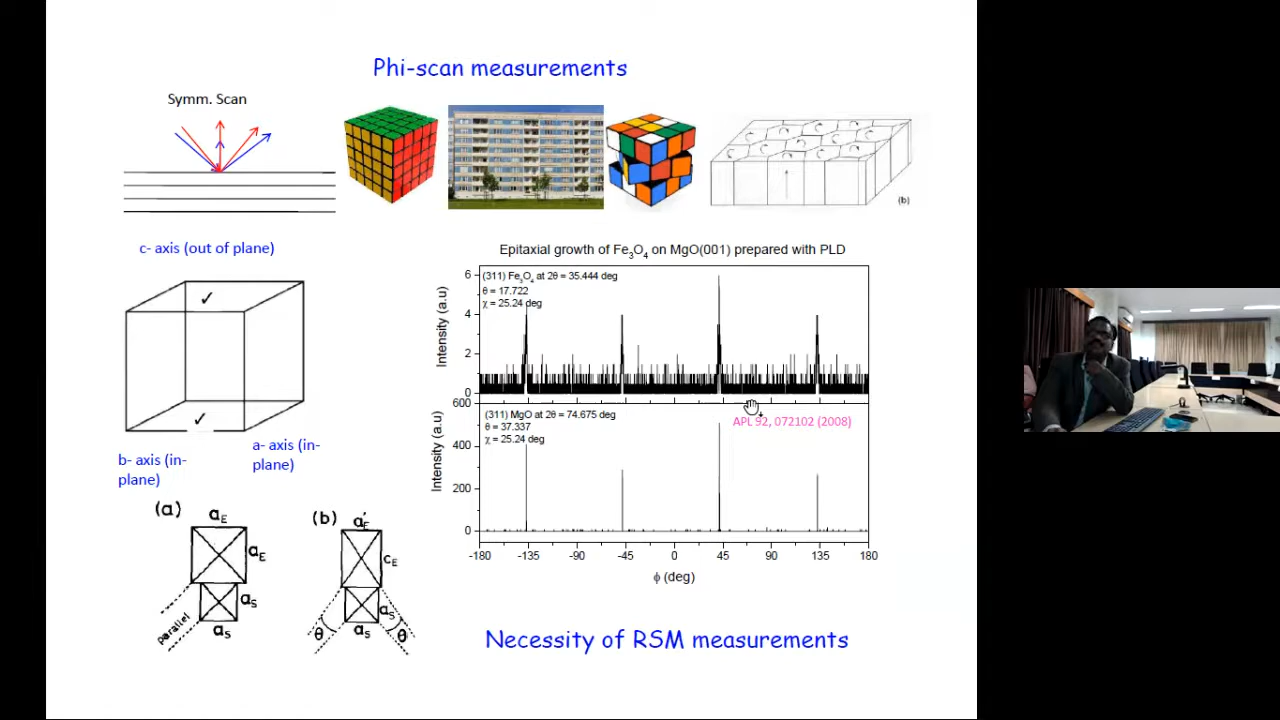 Phi-scan measurements
Symm. Scan
(b)
c- axis (out of plane)
✓
✓
b- axis (in-
plane)
a- axis (in-
plane)
Epitaxial growth of Fe3O4 on MgO(001) prepared with PLD
(311) Fe3O4 at 2θ = 35.444 deg
θ = 17.722
χ = 25.24 deg
Intensity (a.u)
6
4
2
0
(311) MgO at 2θ = 74.675 deg
θ = 37.337
χ = 25.24 deg
APL 92, 072102 (2008)
Intensity (a.u)
600
400
200
0
-180 -135 -90 -45 0 45 90 135 180
ϕ (deg)
(a) aE
aE
aS
aS
parallel
(b) a'E
cE
aS
aS
θ θ
Necessity of RSM measurements